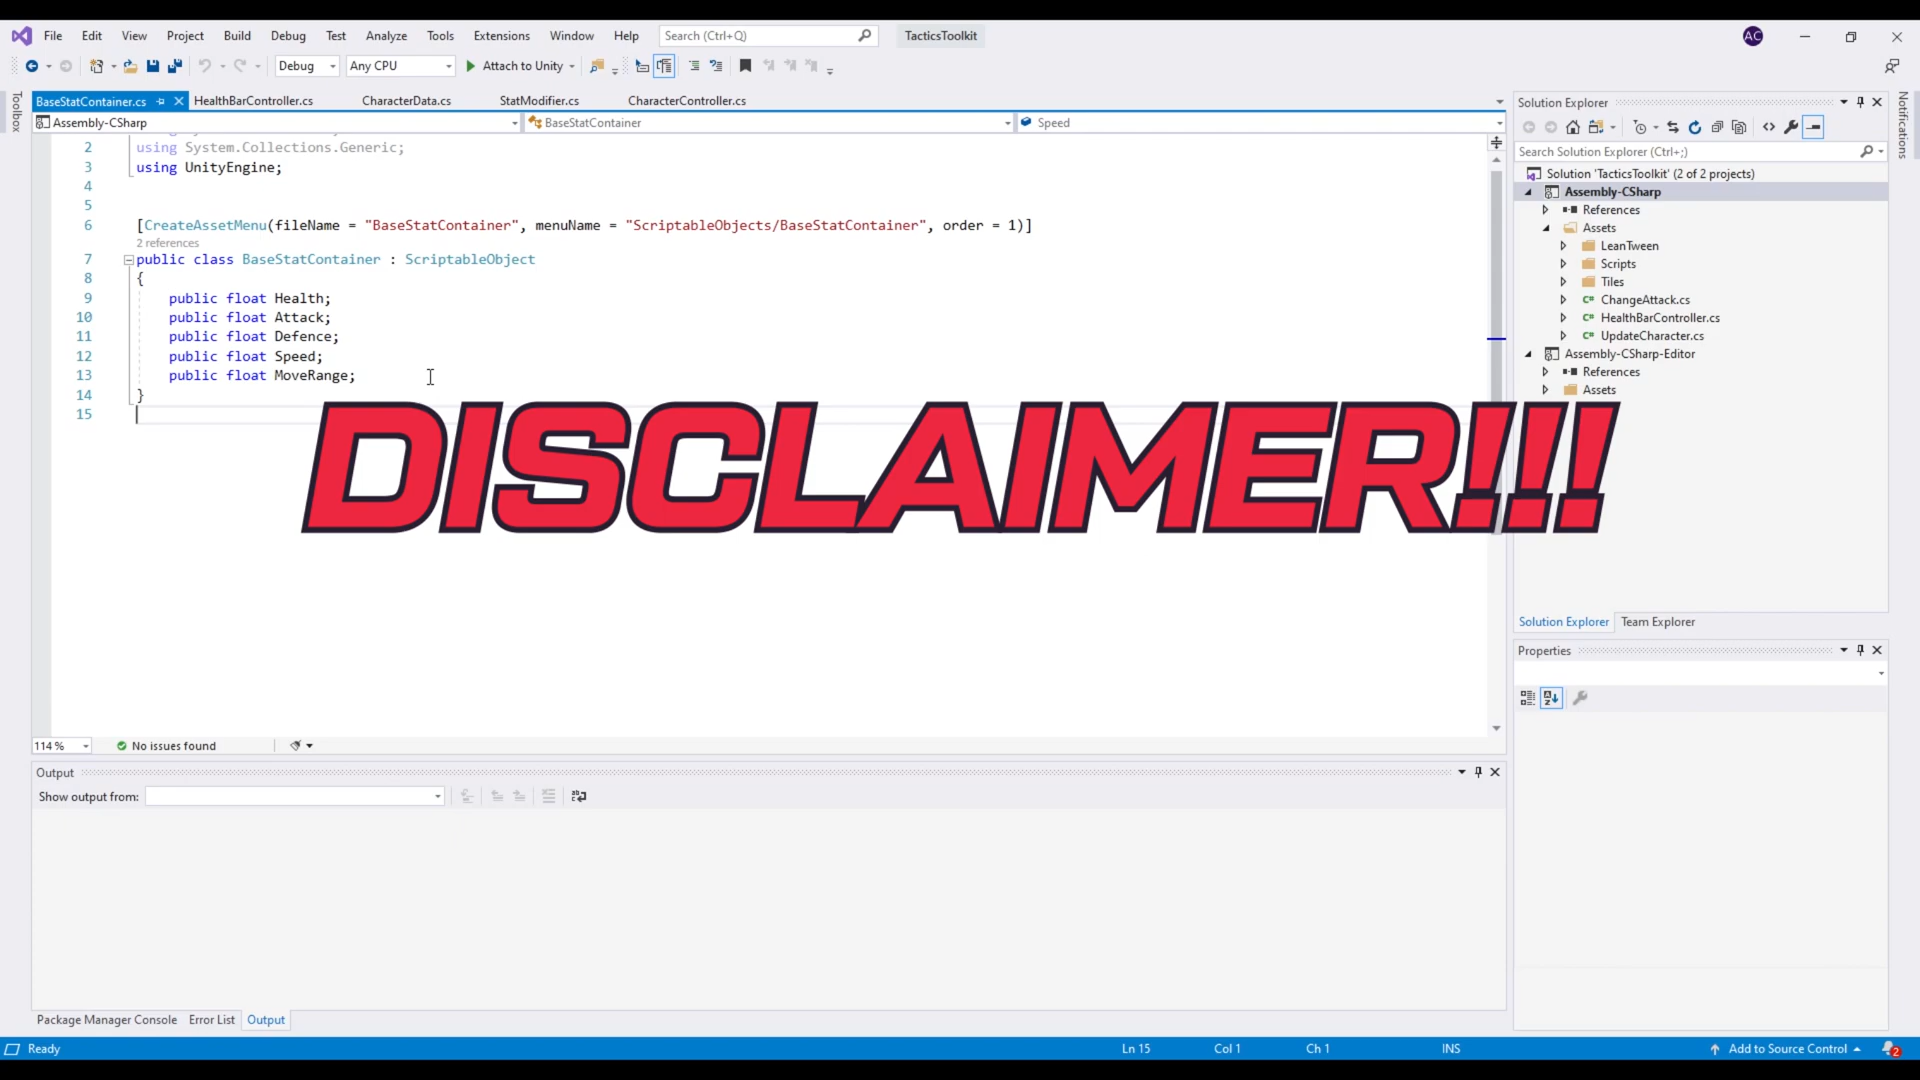 File Edit View Project Build Debug Test Analyze Tools Extensions Window Help Search (Ctrl+Q) TacticsToolkit AC
Debug Any CPU Attach to Unity
Toolbox
BaseStatContainer.cs HealthBarController.cs CharacterData.cs StatModifier.cs CharacterController.cs
Assembly-CSharp BaseStatContainer Speed
2 using System.Collections.Generic;
3 using UnityEngine;
4
5
6 [CreateAssetMenu(fileName = "BaseStatContainer", menuName = "ScriptableObjects/BaseStatContainer", order = 1)]
2 references
7 public class BaseStatContainer : ScriptableObject
8 {
9 public float Health;
10 public float Attack;
11 public float Defence;
12 public float Speed;
13 public float MoveRange;
14 }
15
DISCLAIMER!!!
114 % No issues found
Output
Show output from:
Package Manager Console Error List Output
Solution Explorer
Search Solution Explorer (Ctrl+;)
Solution 'TacticsToolkit' (2 of 2 projects)
Assembly-CSharp
References
Assets
LeanTween
Scripts
Tiles
C# ChangeAttack.cs
C# HealthBarController.cs
C# UpdateCharacter.cs
Assembly-CSharp-Editor
References
Assets
Solution Explorer Team Explorer
Properties
Notifications
Ready Ln 15 Col 1 Ch 1 INS Add to Source Control 2